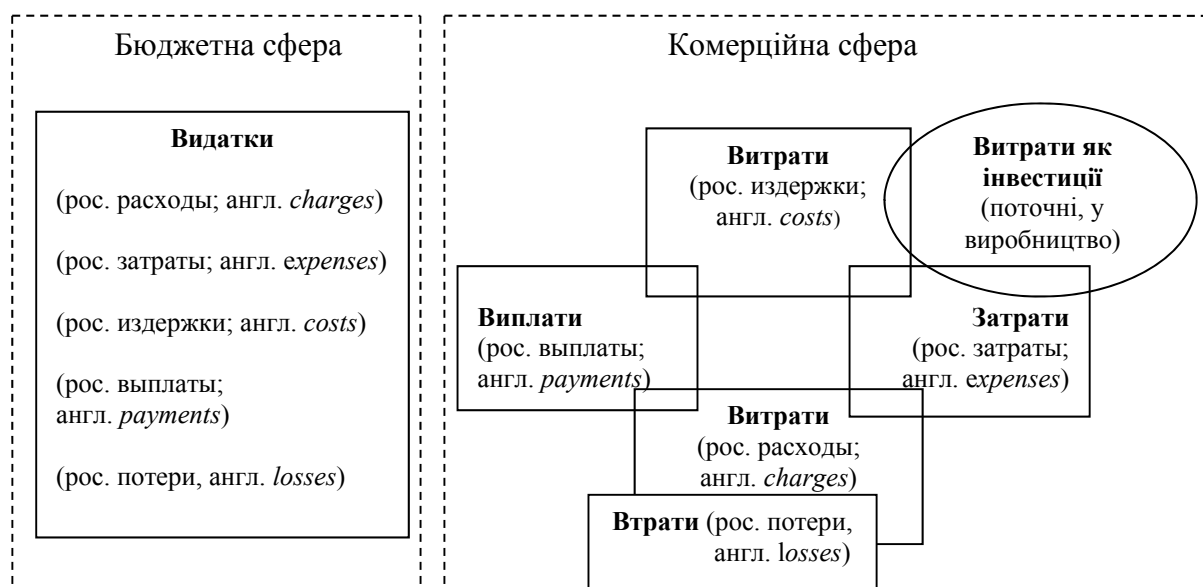 Бюджетна сфера
Видатки
(рос. расходы; англ. charges)
(рос. затраты; англ. expenses)
(рос. издержки; англ. costs)
(рос. выплаты;
англ. payments)
(рос. потери, англ. losses)
Комерційна сфера
Витрати
(рос. издержки;
англ. costs)
Витрати як
інвестиції
(поточні, у
виробництво)
Виплати
(рос. выплаты;
англ. payments)
Затрати
(рос. затраты;
англ. expenses)
Витрати
(рос. расходы;
англ. charges)
Втрати (рос. потери,
англ. losses)